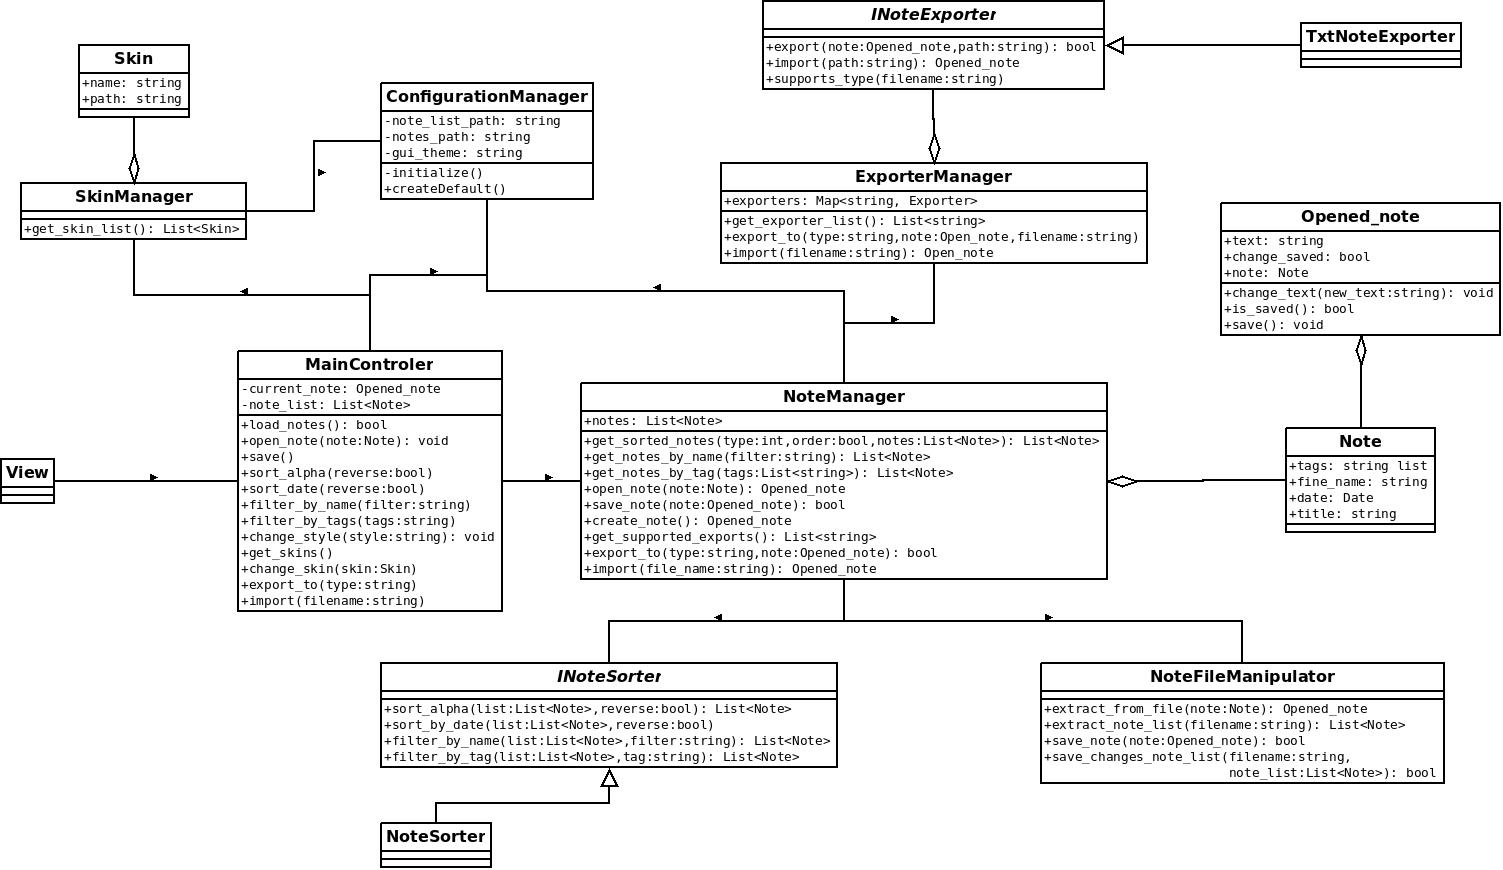 INoteExporter
+export(note:Opened_note,path:string): bool
+import(path:string): Opened_note
+supports_type(filename:string)
TxtNoteExporter
Skin
+name: string
+path: string
ConfigurationManager
-note_list_path: string
-notes_path: string
-gui_theme: string
-initialize()
+createDefault()
SkinManager
+get_skin_list(): List<Skin>
ExporterManager
+exporters: Map<string, Exporter>
+get_exporter_list(): List<string>
+export_to(type:string,note:Open_note,filename:string)
+import(filename:string): Open_note
Opened_note
+text: string
+change_saved: bool
+note: Note
+change_text(new_text:string): void
+is_saved(): bool
+save(): void
MainControler
-current_note: Opened_note
-note_list: List<Note>
+load_notes(): bool
+open_note(note:Note): void
+save()
+sort_alpha(reverse:bool)
+sort_date(reverse:bool)
+filter_by_name(filter:string)
+filter_by_tags(tags:string)
+change_style(style:string): void
+get_skins()
+change_skin(skin:Skin)
+export_to(type:string)
+import(filename:string)
View
NoteManager
+notes: List<Note>
+get_sorted_notes(type:int,order:bool,notes:List<Note>): List<Note>
+get_notes_by_name(filter:string): List<Note>
+get_notes_by_tag(tags:List<string>): List<Note>
+open_note(note:Note): Opened_note
+save_note(note:Opened_note): bool
+create_note(): Opened_note
+get_supported_exports(): List<string>
+export_to(type:string,note:Opened_note): bool
+import(file_name:string): Opened_note
Note
+tags: string list
+fine_name: string
+date: Date
+title: string
INoteSorter
+sort_alpha(list:List<Note>,reverse:bool): List<Note>
+sort_by_date(list:List<Note>,reverse:bool)
+filter_by_name(list:List<Note>,filter:string): List<Note>
+filter_by_tag(list:List<Note>,tag:string): List<Note>
NoteFileManipulator
+extract_from_file(note:Note): Opened_note
+extract_note_list(filename:string): List<Note>
+save_note(note:Opened_note): bool
+save_changes_note_list(filename:string,
note_list:List<Note>): bool
NoteSorter